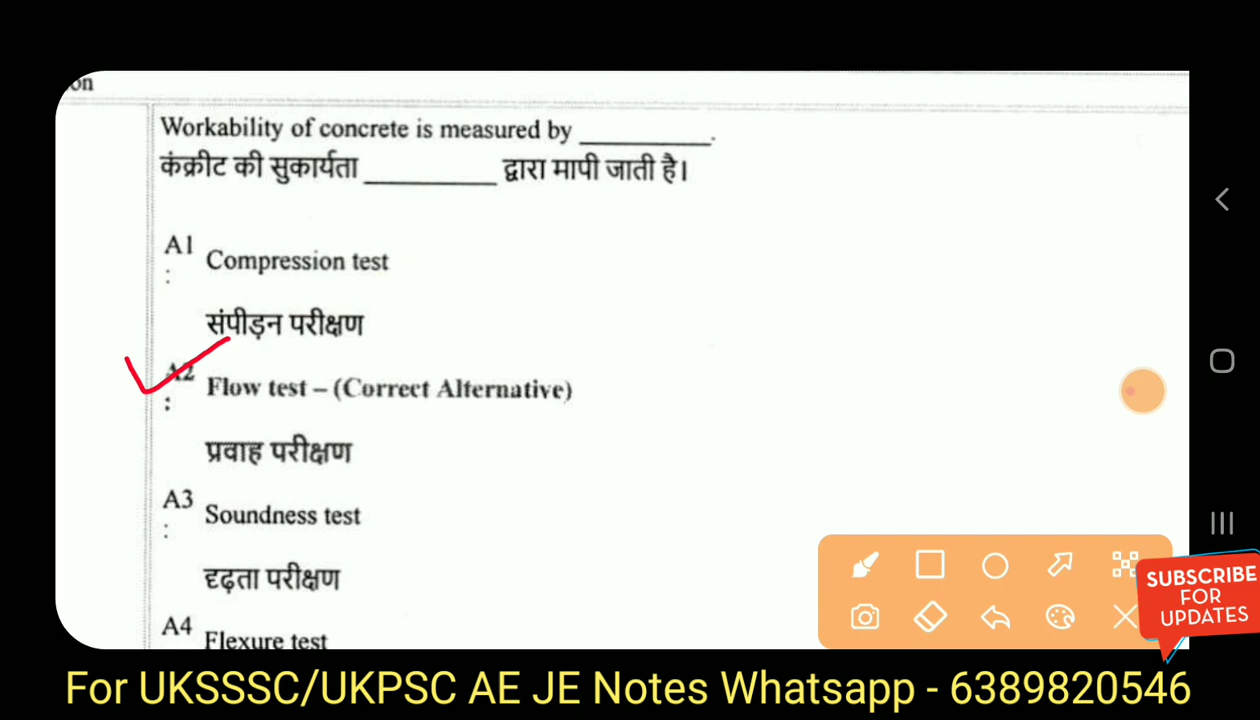 on
Workability of concrete is measured by __________.
कंक्रीट की सुकार्यता __________ द्वारा मापी जाती है।
A1
: Compression test
संपीड़न परीक्षण
A2
: Flow test – (Correct Alternative)
प्रवाह परीक्षण
A3
: Soundness test
दृढ़ता परीक्षण
A4 Flexure test
SUBSCRIBE
FOR
UPDATES
For UKSSSC/UKPSC AE JE Notes Whatsapp - 6389820546